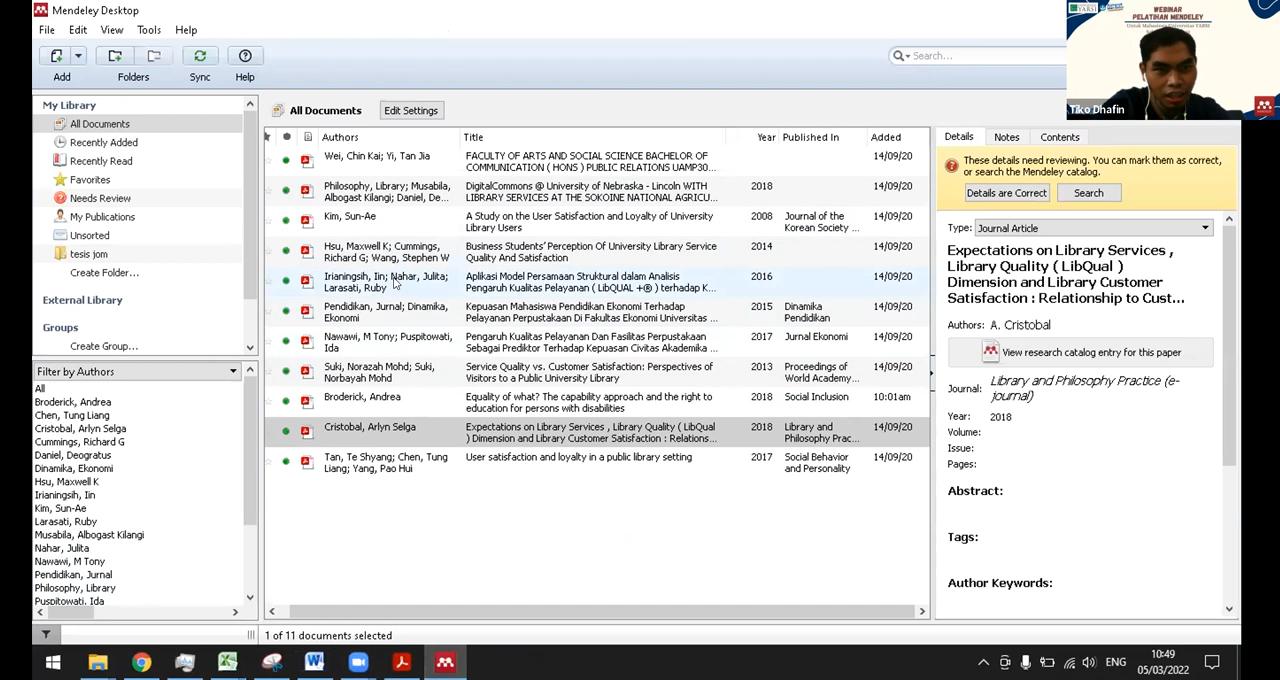 Mendeley Desktop
File Edit View Tools Help
Add Folders Sync Help
Search...
WEBINAR
PELATIHAN MENDELEY
Untuk Mahasiswa Universitas YARSI
YARSI
Tiko Dhafin
My Library
All Documents
Recently Added
Recently Read
Favorites
Needs Review
My Publications
Unsorted
tesis jom
Create Folder...
External Library
Groups
Create Group...
Filter by Authors
All
Broderick, Andrea
Chen, Tung Liang
Cristobal, Arlyn Selga
Cummings, Richard G
Daniel, Deogratus
Dinamika, Ekonomi
Hsu, Maxwell K
Irianingsih, Iin
Kim, Sun-Ae
Larasati, Ruby
Musabila, Albogast Kilangi
Nahar, Julita
Nawawi, M Tony
Pendidikan, Jurnal
Philosophy, Library
Puspitowati, Ida
All Documents Edit Settings
Authors Title Year Published In Added
Wei, Chin Kai; Yi, Tan Jia FACULTY OF ARTS AND SOCIAL SCIENCE BACHELOR OF 14/09/20
COMMUNICATION ( HONS ) PUBLIC RELATIONS UAMP30...
Philosophy, Library; Musabila, DigitalCommons @ University of Nebraska - Lincoln WITH 2018 14/09/20
Albogast Kilangi; Daniel, De... LIBRARY SERVICES AT THE SOKOINE NATIONAL AGRICU...
Kim, Sun-Ae A Study on the User Satisfaction and Loyalty of University 2008 Journal of the 14/09/20
Library Users Korean Society ...
Hsu, Maxwell K; Cummings, Business Students' Perception Of University Library Service 2014 14/09/20
Richard G; Wang, Stephen W Quality And Satisfaction
Irianingsih, Iin; Nahar, Julita; Aplikasi Model Persamaan Struktural dalam Analisis 2016 14/09/20
Larasati, Ruby Pengaruh Kualitas Pelayanan ( LibQUAL +® ) terhadap K...
Pendidikan, Jurnal; Dinamika, Kepuasan Mahasiswa Pendidikan Ekonomi Terhadap 2015 Dinamika 14/09/20
Ekonomi Pelayanan Perpustakaan Di Fakultas Ekonomi Universitas ... Pendidikan
Nawawi, M Tony; Puspitowati, Pengaruh Kualitas Pelayanan Dan Fasilitas Perpustakaan 2017 Jurnal Ekonomi 14/09/20
Ida Sebagai Prediktor Terhadap Kepuasan Civitas Akademika ...
Suki, Norazah Mohd; Suki, Service Quality vs. Customer Satisfaction: Perspectives of 2013 Proceedings of 14/09/20
Norbayah Mohd Visitors to a Public University Library World Academy...
Broderick, Andrea Equality of what? The capability approach and the right to 2018 Social Inclusion 10:01am
education for persons with disabilities
Cristobal, Arlyn Selga Expectations on Library Services , Library Quality ( LibQual 2018 Library and 14/09/20
) Dimension and Library Customer Satisfaction : Relations... Philosophy Prac...
Tan, Te Shyang; Chen, Tung User satisfaction and loyalty in a public library setting 2017 Social Behavior 14/09/20
Liang; Yang, Pao Hui and Personality
1 of 11 documents selected
Details Notes Contents
These details need reviewing. You can mark them as correct,
or search the Mendeley catalog.
Details are Correct Search
Type: Journal Article
Expectations on Library Services ,
Library Quality ( LibQual )
Dimension and Library Customer
Satisfaction : Relationship to Cust...
Authors: A. Cristobal
View research catalog entry for this paper
Journal: Library and Philosophy Practice (e-
journal)
Year: 2018
Volume:
Issue:
Pages:
Abstract:
Tags:
Author Keywords:
ENG
10:49
05/03/2022